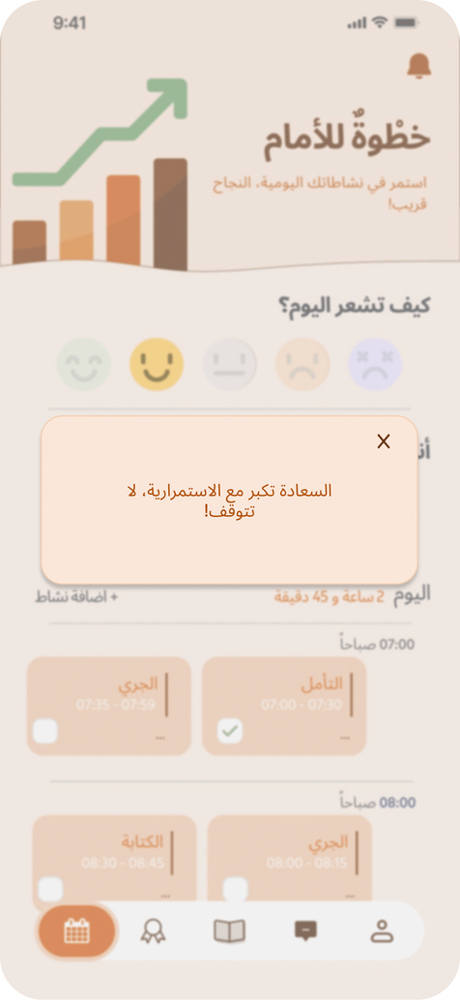 9:41
خطْوةٌ للأمام
استمر في نشاطاتك اليومية، النجاح
قريب!
كيف تشعر اليوم؟
السعادة تكبر مع الاستمرارية، لا
تتوقف!
اليوم 2 ساعة و 45 دقيقة + اضافة نشاط
07:00 صباحاً
التأمل
07:00 - 07:30
...
الجري
07:35 - 07:59
...
08:00 صباحاً
الجري
08:00 - 08:15
...
الكتابة
08:30 - 08:45
...